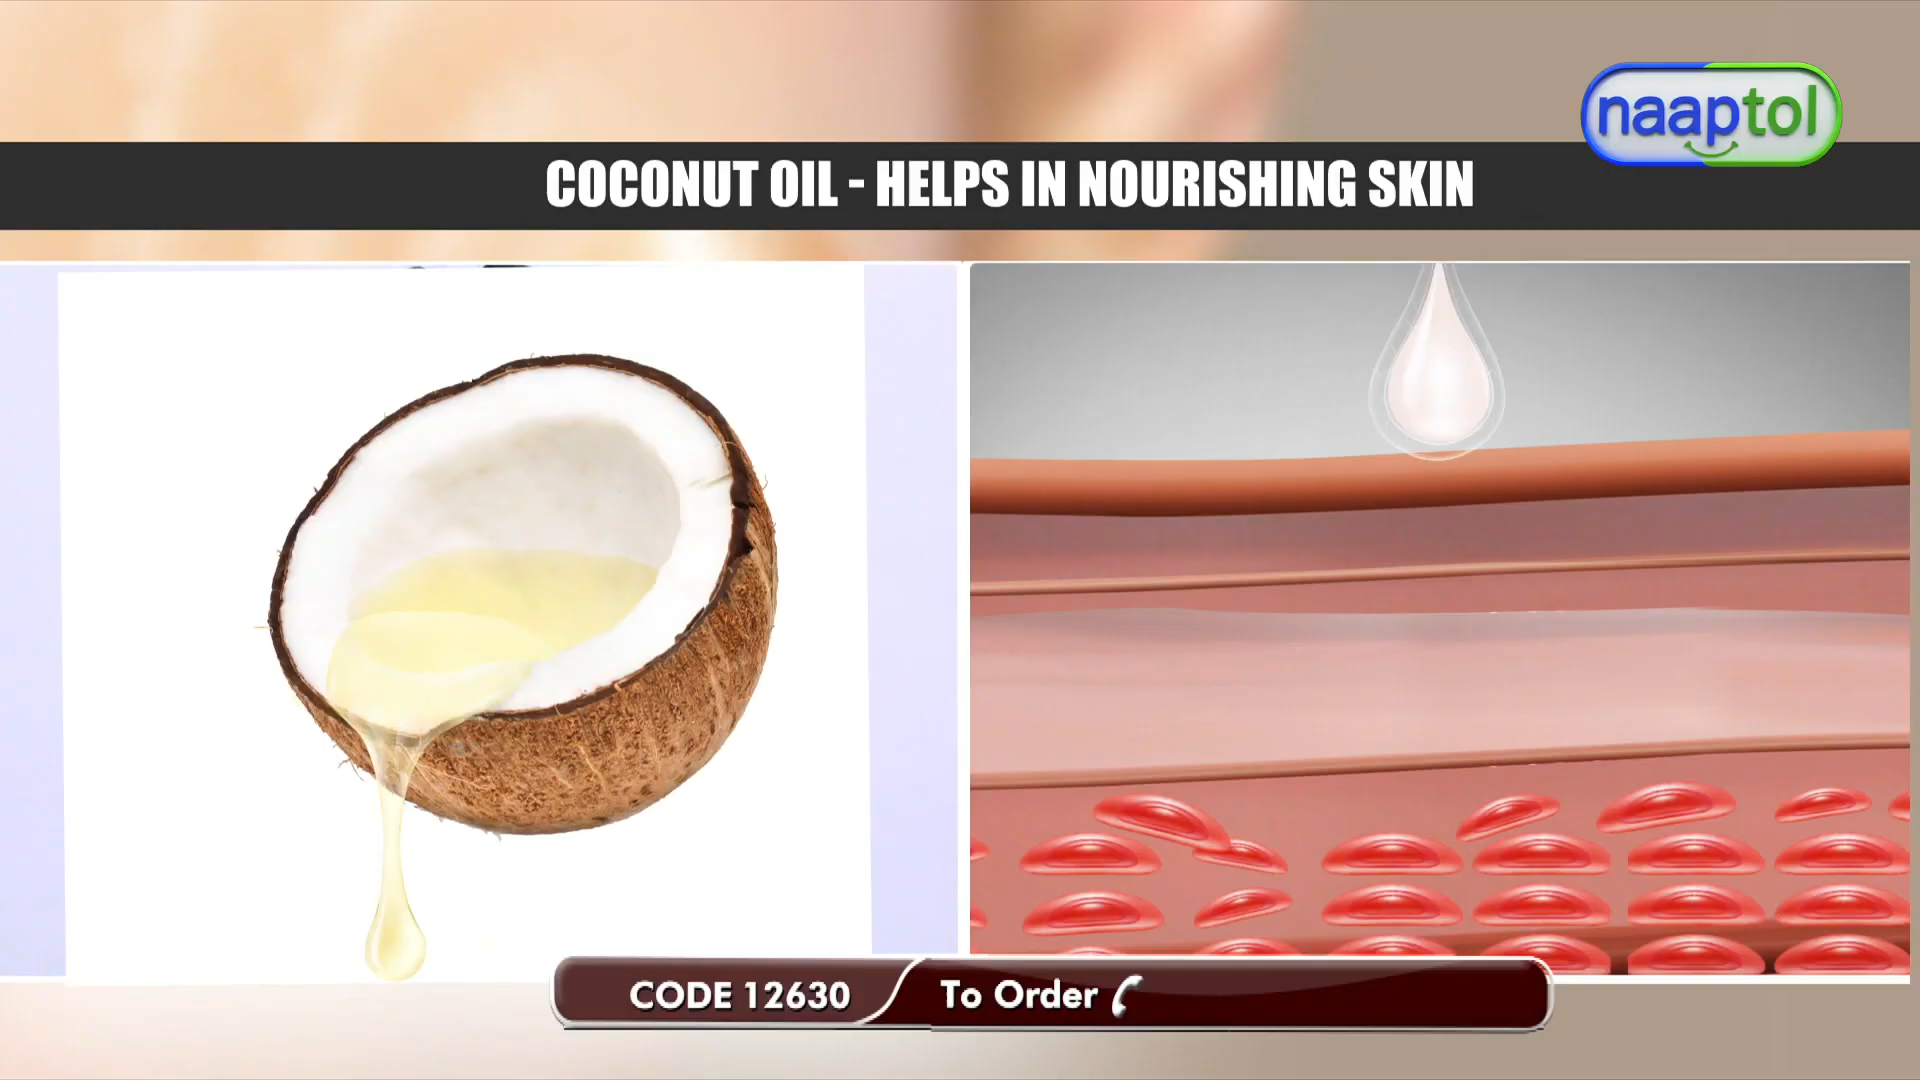 naaptol
COCONUT OIL - HELPS IN NOURISHING SKIN
CODE 12630 To Order